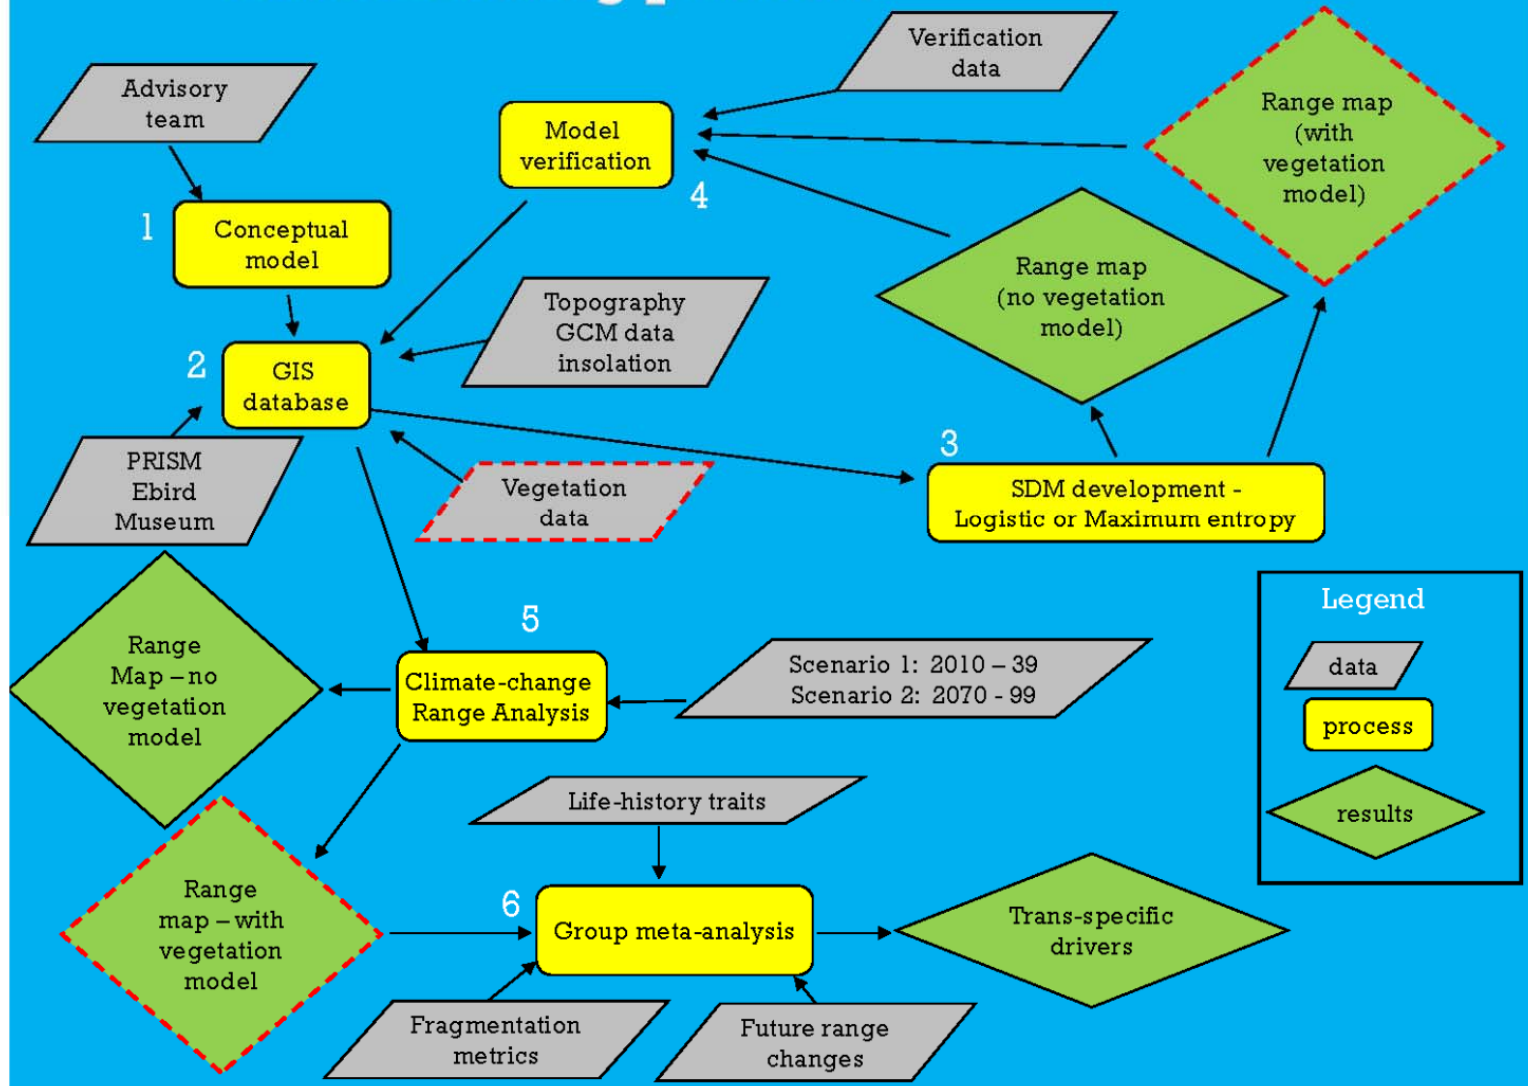 Advisory
team
Verification
data
Model
verification
4
Range map
(with
vegetation
model)
1
Conceptual
model
Range map
(no vegetation
model)
Topography
GCM data
insolation
2
GIS
database
PRISM
Ebird
Museum
Vegetation
data
3
SDM development -
Logistic or Maximum entropy
Range
Map – no
vegetation
model
5
Climate-change
Range Analysis
Scenario 1: 2010 – 39
Scenario 2: 2070 - 99
Legend
data
process
results
Life-history traits
Range
map – with
vegetation
model
6
Group meta-analysis
Trans-specific
drivers
Fragmentation
metrics
Future range
changes